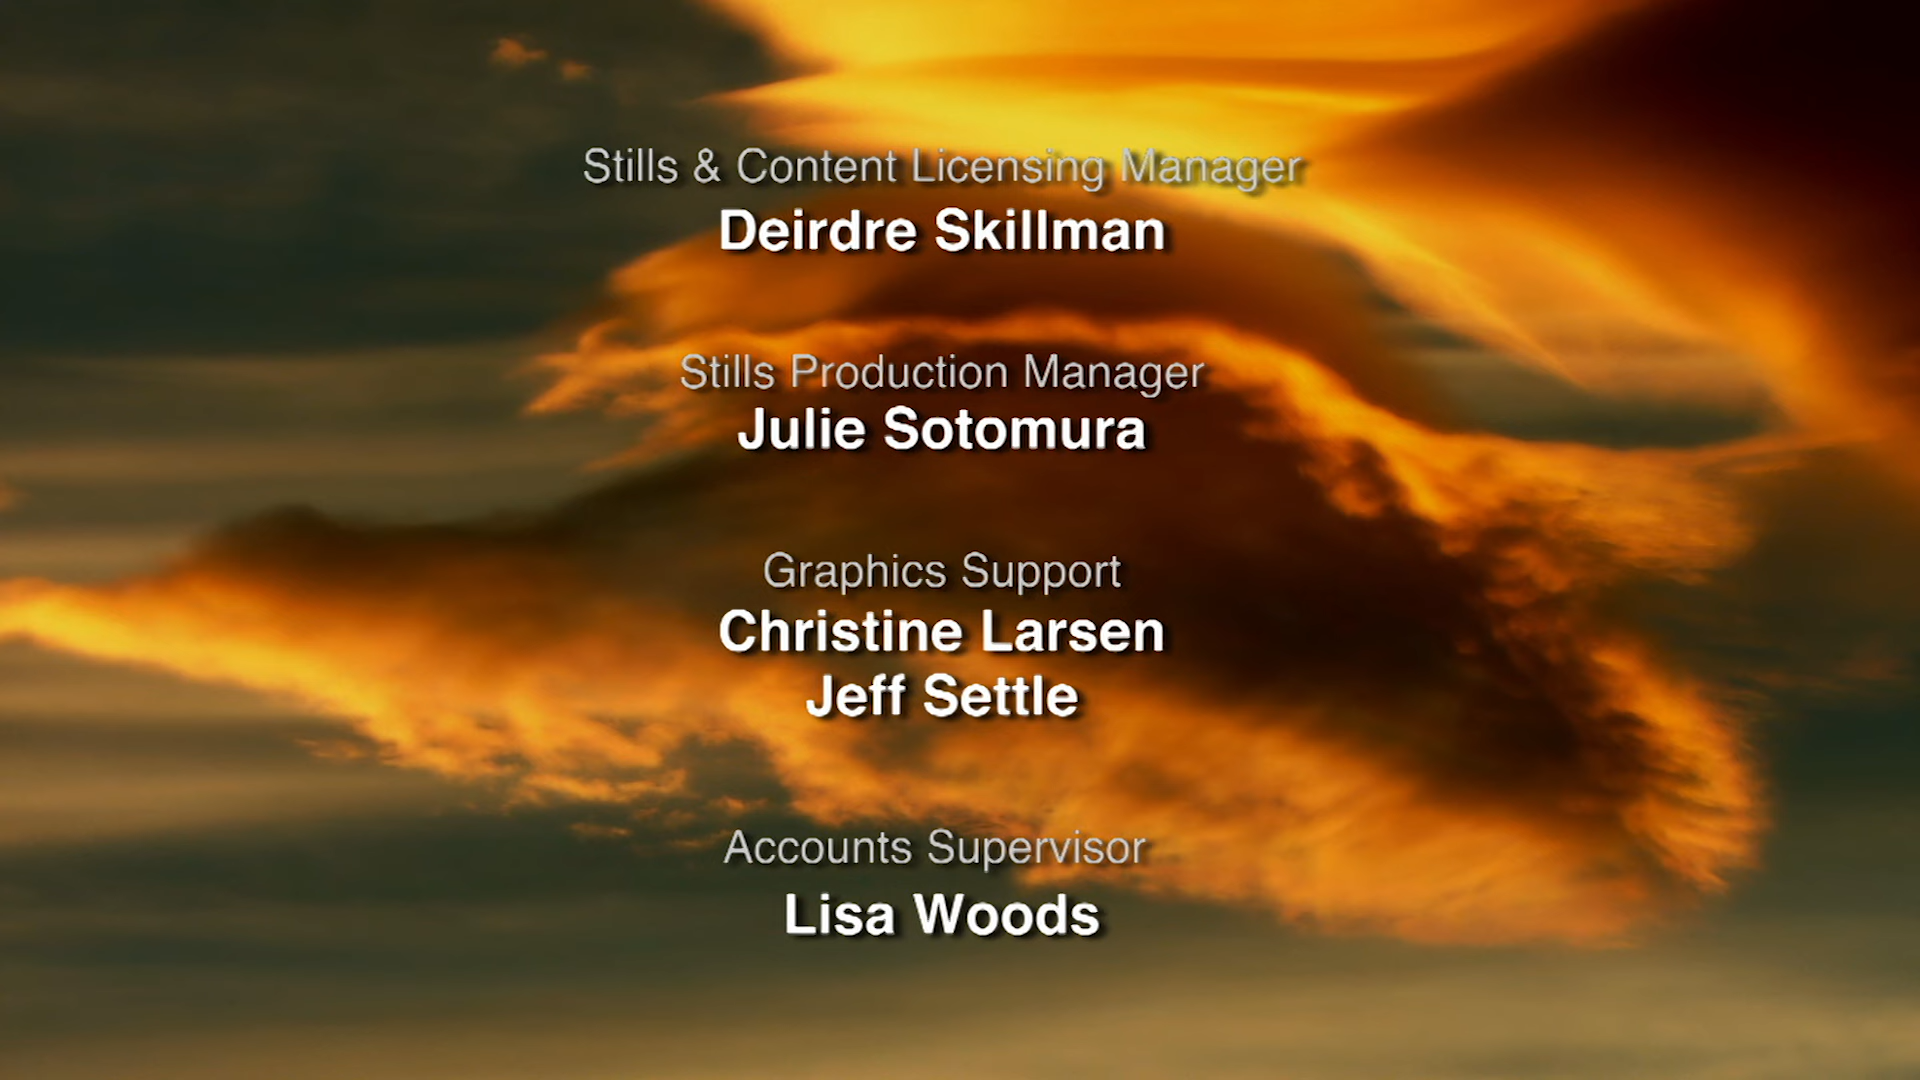 Stills & Content Licensing Manager
Deirdre Skillman
Stills Production Manager
Julie Sotomura
Graphics Support
Christine Larsen
Jeff Settle
Accounts Supervisor
Lisa Woods